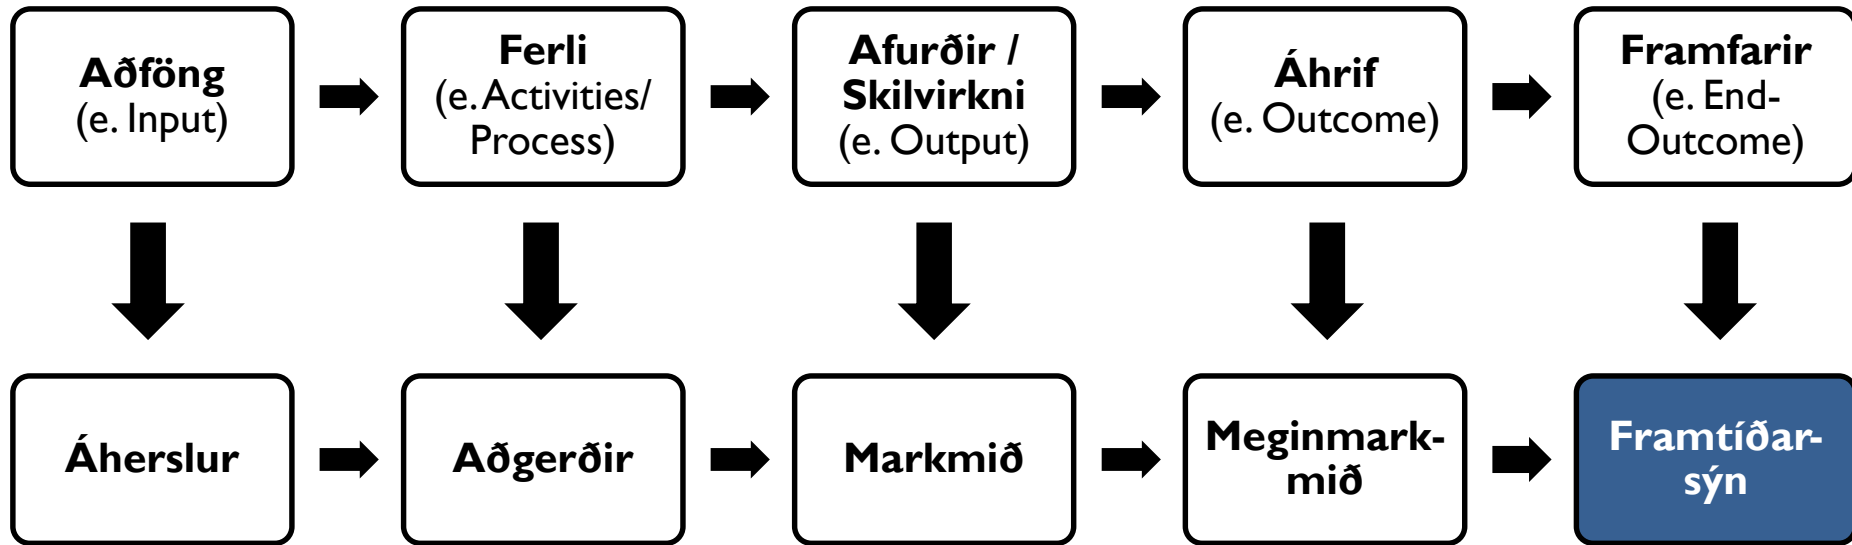 Aðföng
(e. Input)
Ferli
(e. Activities/
Process)
Afurðir /
Skilvirkni
(e. Output)
Áhrif
(e. Outcome)
Framfarir
(e. End-
Outcome)
Áherslur
Aðgerðir
Markmið
Meginmark-
mið
Framtíðar-
sýn